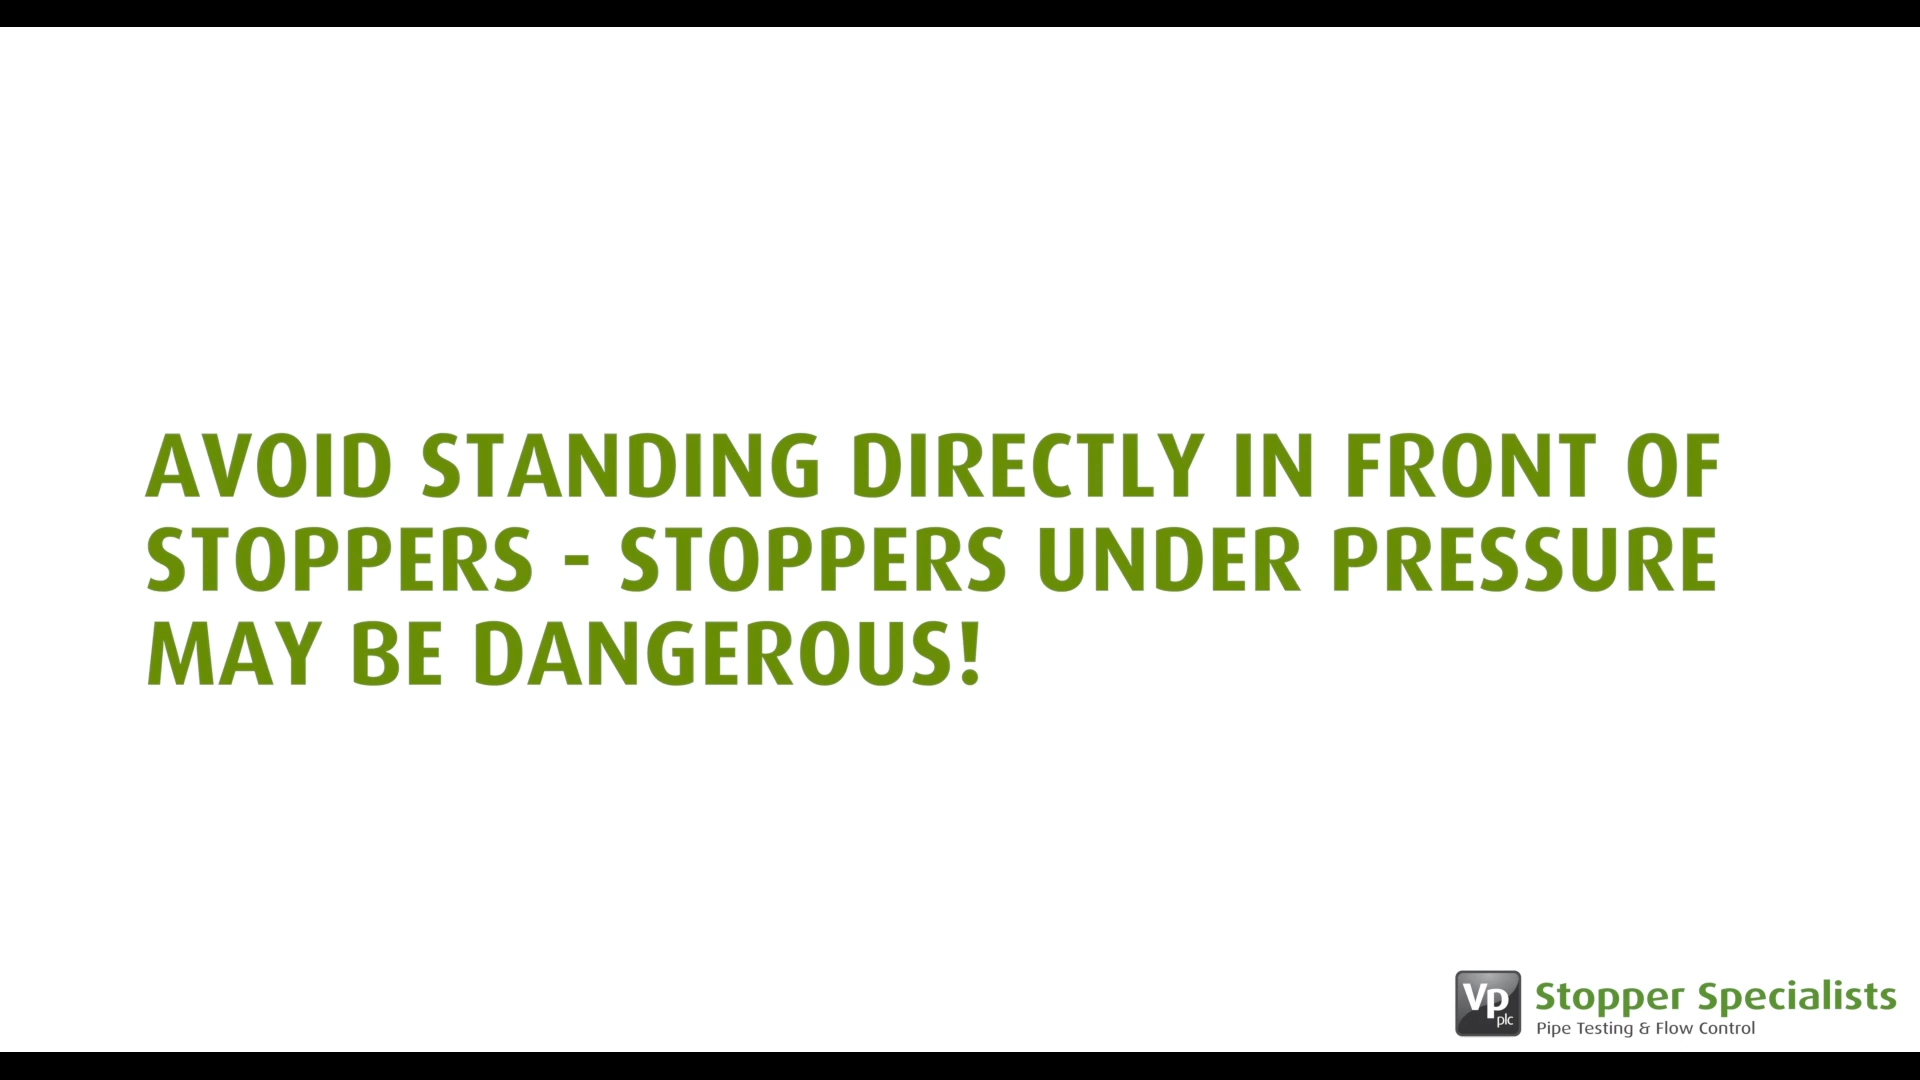 AVOID STANDING DIRECTLY IN FRONT OF
STOPPERS - STOPPERS UNDER PRESSURE
MAY BE DANGEROUS!
Vp
plc
Stopper Specialists
Pipe Testing & Flow Control